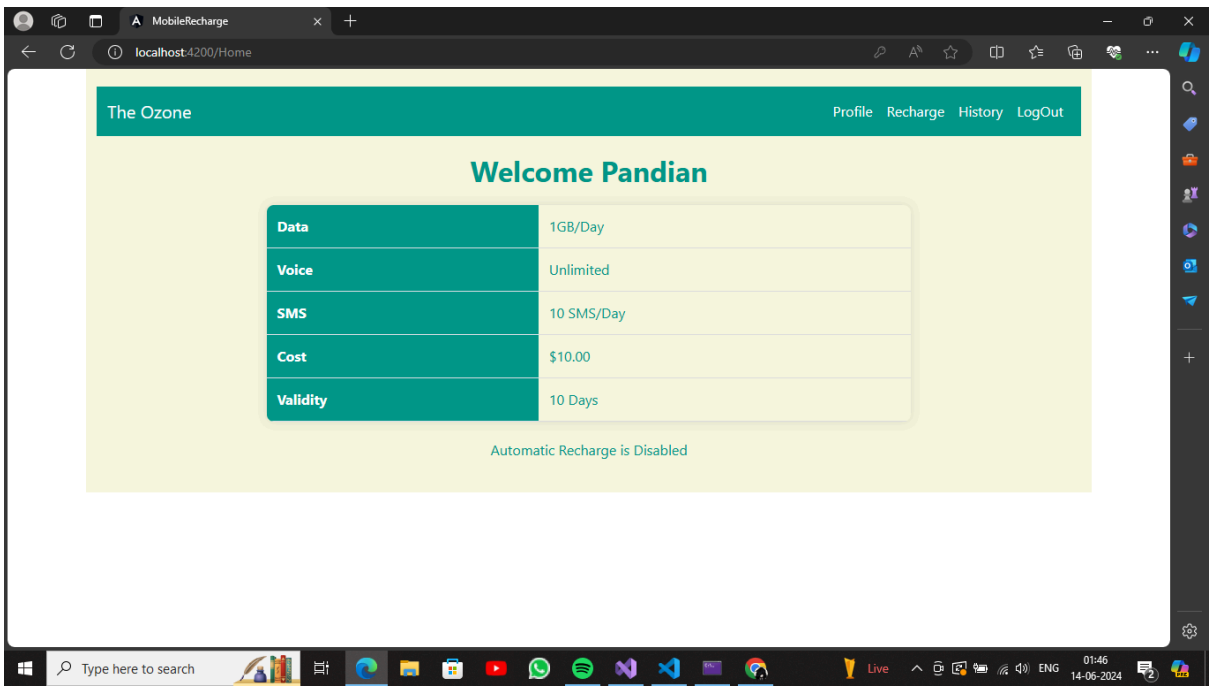 MobileRecharge
localhost:4200/Home
The Ozone
Profile Recharge History LogOut
Welcome Pandian
Data 1GB/Day
Voice Unlimited
SMS 10 SMS/Day
Cost $10.00
Validity 10 Days
Automatic Recharge is Disabled
Type here to search
Live
ENG
01:46
14-06-2024
2